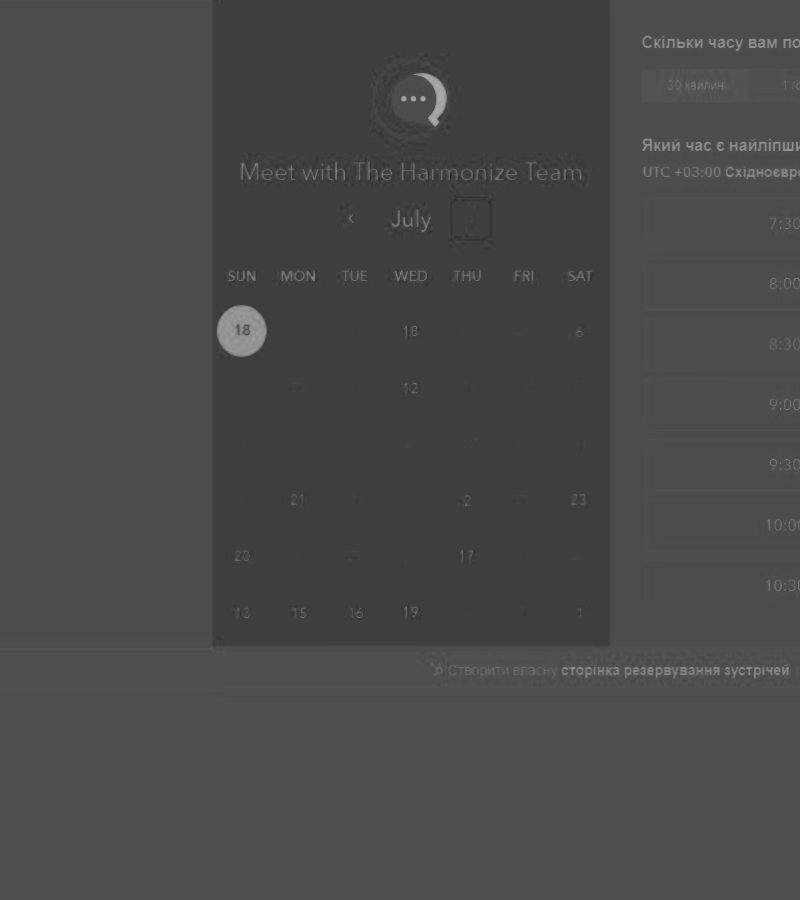 Meet with The Harmonize Team
‹ July
SUN MON TUE WED THU FRI SAT
18 18 6
12
21 2 23
20 17
13 15 16 19 1
Скільки часу вам по
30 хвилин 1 го
Який час є найліпши
UTC +03:00 Східноєвро
7:30
8:00
8:30
9:00
9:30
10:00
10:30
Створити власну сторінка резервування зустрічей